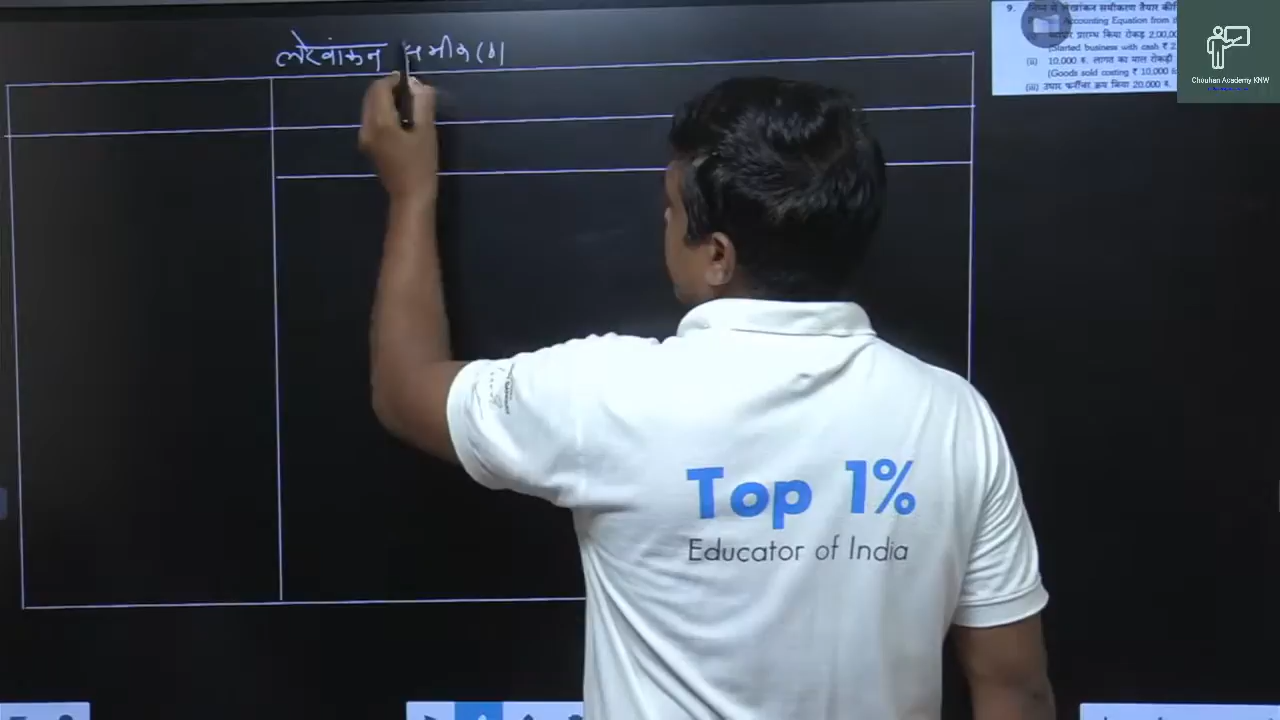 लेखांकन समीकरण
9. निम्न से लेखांकन समीकरण तैयार की
Accounting Equation from
प्रारम्भ किया रोकड़ 2,00,00
(Started business with cash ₹ 2
(ii) 10,000 रु. लागत का माल रोकड़ी
(Goods sold costing ₹ 10,000 f
(iii) उधार फर्नीचर क्रय किया 20,000 रु.
Chouhan Academy KNW
Top 1%
Educator of India